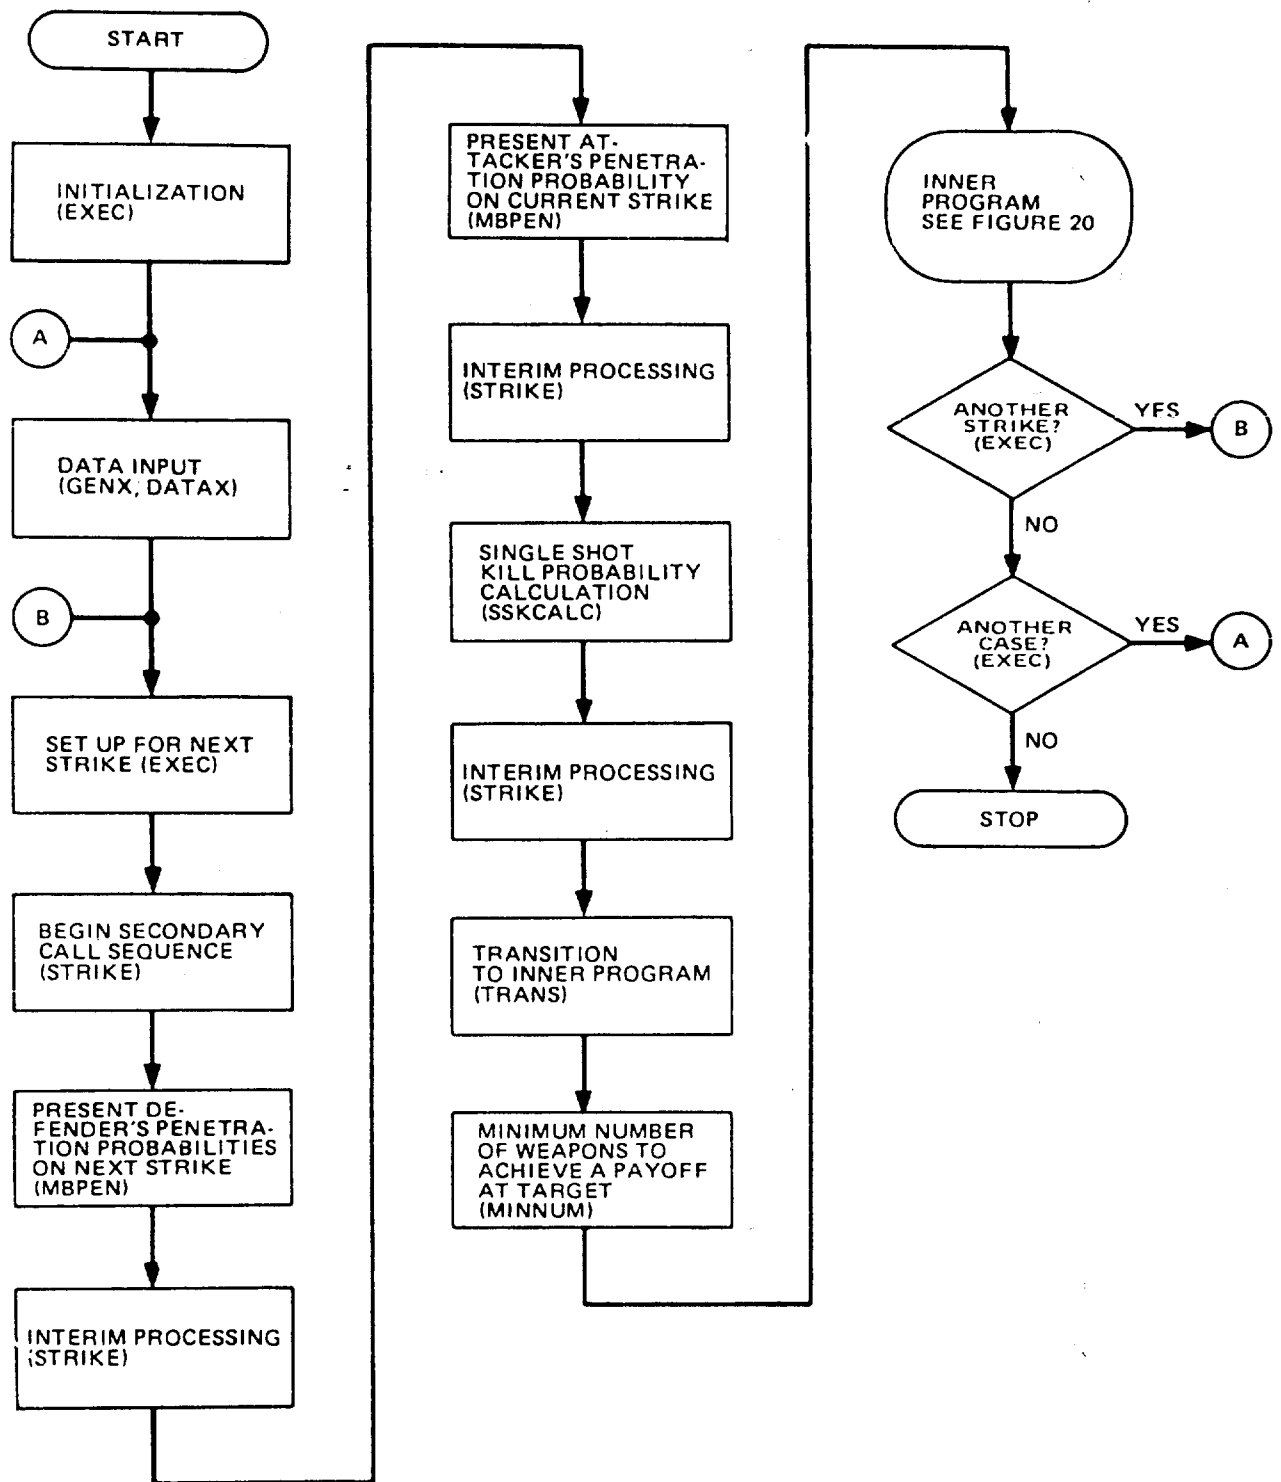 START
INITIALIZATION
(EXEC)
A
DATA INPUT
(GENX, DATAX)
B
SET UP FOR NEXT
STRIKE (EXEC)
BEGIN SECONDARY
CALL SEQUENCE
(STRIKE)
PRESENT DE-
FENDER'S PENETRA-
TION PROBABILITIES
ON NEXT STRIKE
(MBPEN)
INTERIM PROCESSING
(STRIKE)
PRESENT AT-
TACKER'S PENETRA-
TION PROBABILITY
ON CURRENT STRIKE
(MBPEN)
INTERIM PROCESSING
(STRIKE)
SINGLE SHOT
KILL PROBABILITY
CALCULATION
(SSKCALC)
INTERIM PROCESSING
(STRIKE)
TRANSITION
TO INNER PROGRAM
(TRANS)
MINIMUM NUMBER
OF WEAPONS TO
ACHIEVE A PAYOFF
AT TARGET
(MINNUM)
INNER
PROGRAM
SEE FIGURE 20
ANOTHER
STRIKE?
(EXEC)
YES
B
NO
ANOTHER
CASE?
(EXEC)
YES
A
NO
STOP